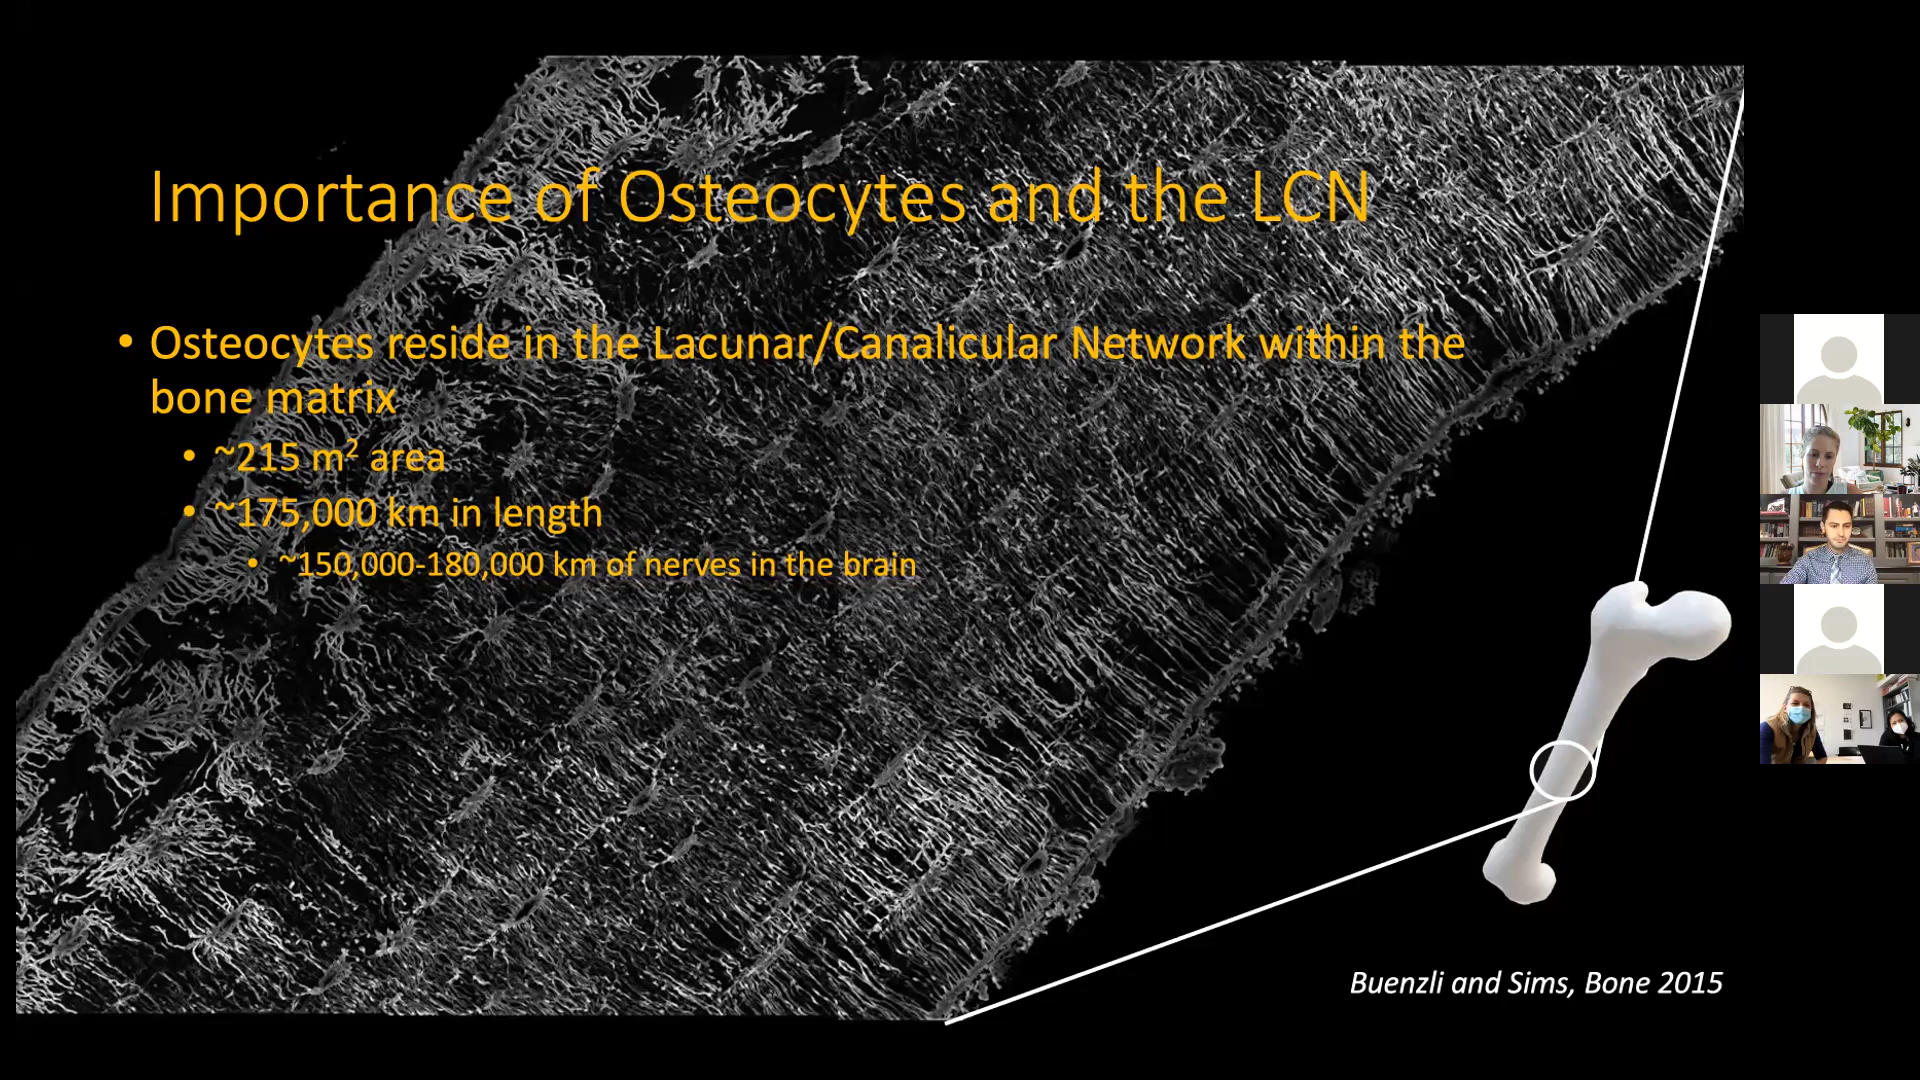 Importance of Osteocytes and the LCN
• Osteocytes reside in the Lacunar/Canalicular Network within the
bone matrix
• ~215 m² area
• ~175,000 km in length
• ~150,000-180,000 km of nerves in the brain
Buenzli and Sims, Bone 2015